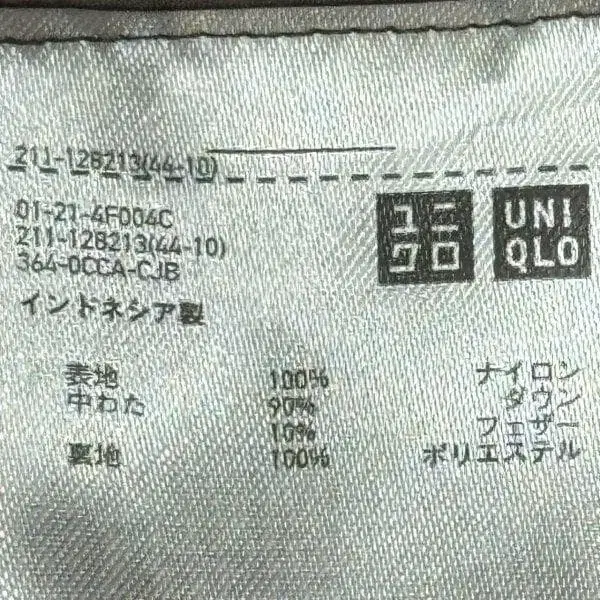 211-128213(44-10)
01-21-4F004C
211-128213(44-10)
364-0CCA-CJB
ユニクロ
UNIQLO
インドネシア製
表地 100% ナイロン
中わた 90% ダウン
10% フェザー
裏地 100% ポリエステル